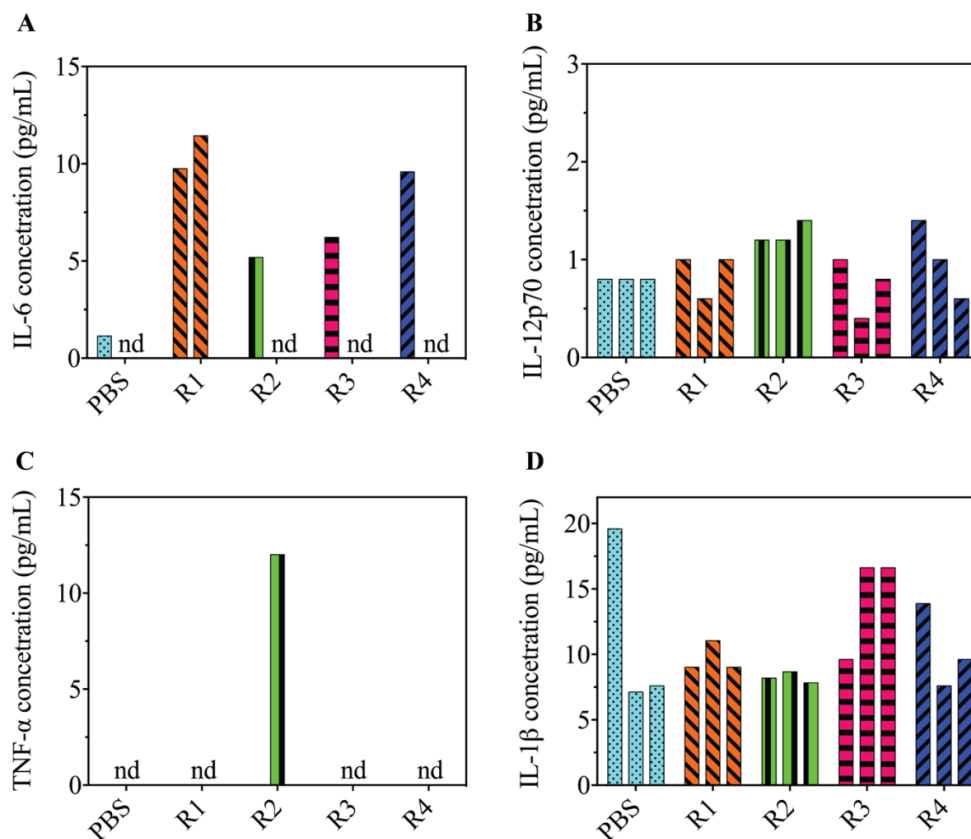 A
IL-6 concetration (pg/mL)
15
10
5
0
nd
nd
nd
nd
PBS
R1
R2
R3
R4
B
IL-12p70 concetration (pg/mL)
3
2
1
0
PBS
R1
R2
R3
R4
C
TNF-α concetration (pg/mL)
15
10
5
0
nd
nd
nd
nd
PBS
R1
R2
R3
R4
D
IL-1β concetration (pg/mL)
20
15
10
5
0
PBS
R1
R2
R3
R4